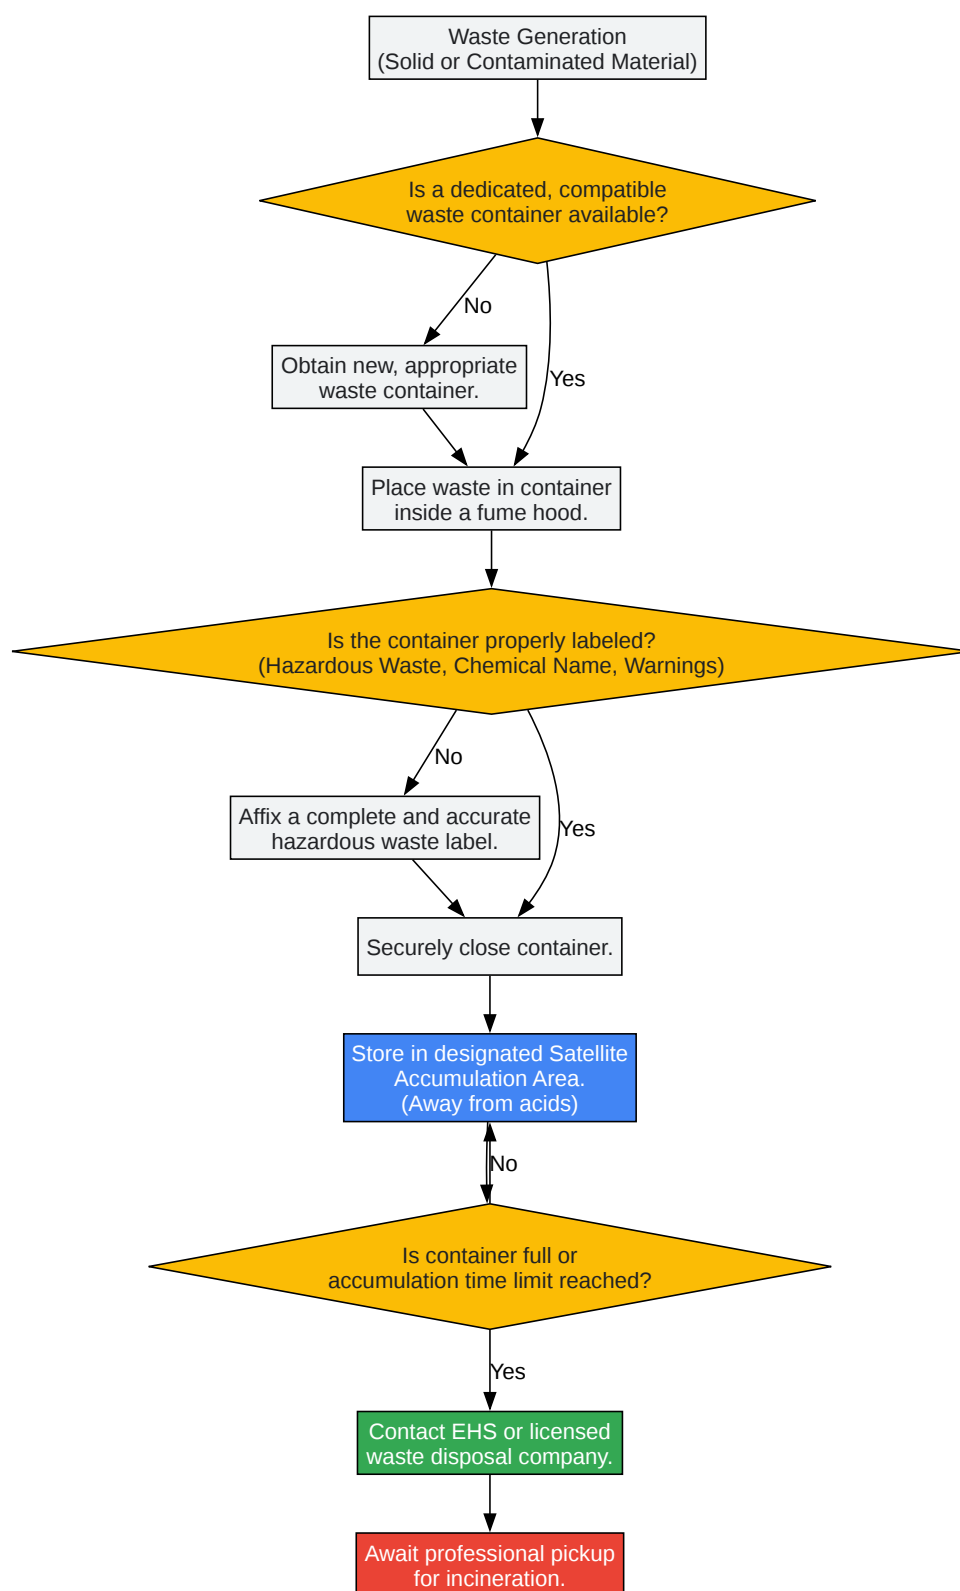 Waste Generation
(Solid or Contaminated Material)
Is a dedicated, compatible
waste container available?
No
Obtain new, appropriate
waste container.
Yes
Place waste in container
inside a fume hood.
Is the container properly labeled?
(Hazardous Waste, Chemical Name, Warnings)
No
Affix a complete and accurate
hazardous waste label.
Yes
Securely close container.
Store in designated Satellite
Accumulation Area.
(Away from acids)
No
Is container full or
accumulation time limit reached?
Yes
Contact EHS or licensed
waste disposal company.
Await professional pickup
for incineration.